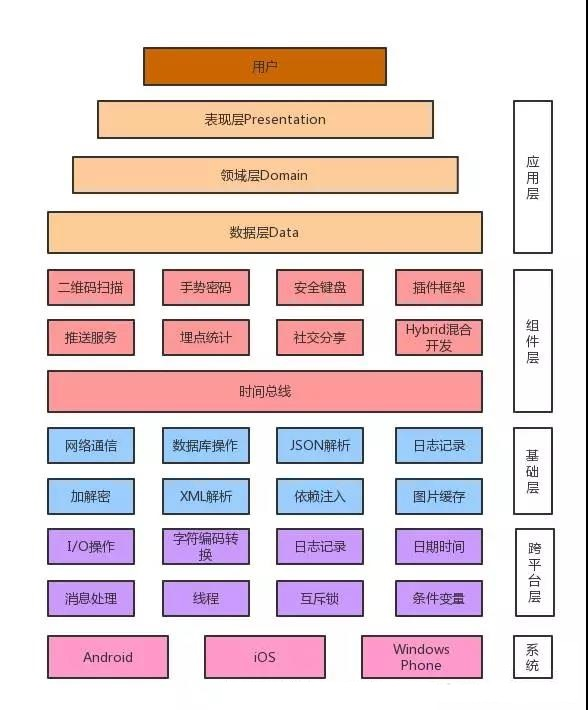 用户
表现层Presentation
领域层Domain
数据层Data
应用层
二维码扫描
手势密码
安全键盘
插件框架
推送服务
埋点统计
社交分享
Hybrid混合
开发
时间总线
组件层
网络通信
数据库操作
JSON解析
日志记录
加解密
XML解析
依赖注入
图片缓存
基础层
I/O操作
字符编码转
换
日志记录
日期时间
消息处理
线程
互斥锁
条件变量
跨平台层
Android
iOS
Windows
Phone
系统